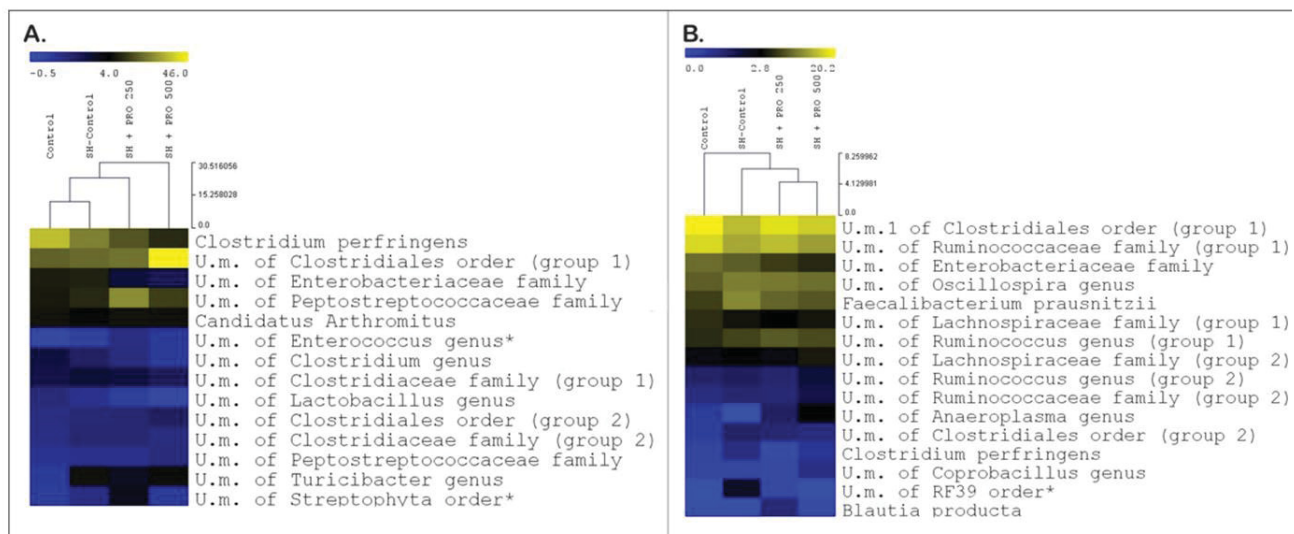 A.
-0.5 4.0 46.0
Control
SH-Control
SH + PRO 250
SH + PRO 500
30.516056
15.258028
0.0
Clostridium perfringens
U.m. of Clostridiales order (group 1)
U.m. of Enterobacteriaceae family
U.m. of Peptostreptococcaceae family
Candidatus Arthromitus
U.m. of Enterococcus genus*
U.m. of Clostridium genus
U.m. of Clostridiaceae family (group 1)
U.m. of Lactobacillus genus
U.m. of Clostridiales order (group 2)
U.m. of Clostridiaceae family (group 2)
U.m. of Peptostreptococcaceae family
U.m. of Turicibacter genus
U.m. of Streptophyta order*
B.
0.0 2.8 20.2
Control
SH-Control
SH + PRO 250
SH + PRO 500
8.259962
4.129981
0.0
U.m.1 of Clostridiales order (group 1)
U.m. of Ruminococcaceae family (group 1)
U.m. of Enterobacteriaceae family
U.m. of Oscillospira genus
Faecalibacterium prausnitzii
U.m. of Lachnospiraceae family (group 1)
U.m. of Ruminococcus genus (group 1)
U.m. of Lachnospiraceae family (group 2)
U.m. of Ruminococcus genus (group 2)
U.m. of Ruminococcaceae family (group 2)
U.m. of Anaeroplasma genus
U.m. of Clostridiales order (group 2)
Clostridium perfringens
U.m. of Coprobacillus genus
U.m. of RF39 order*
Blautia producta